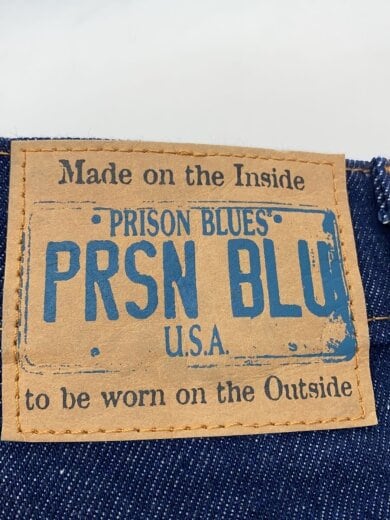 Made on the Inside
PRISON BLUES
PRSN BLU
U.S.A.
to be worn on the Outside